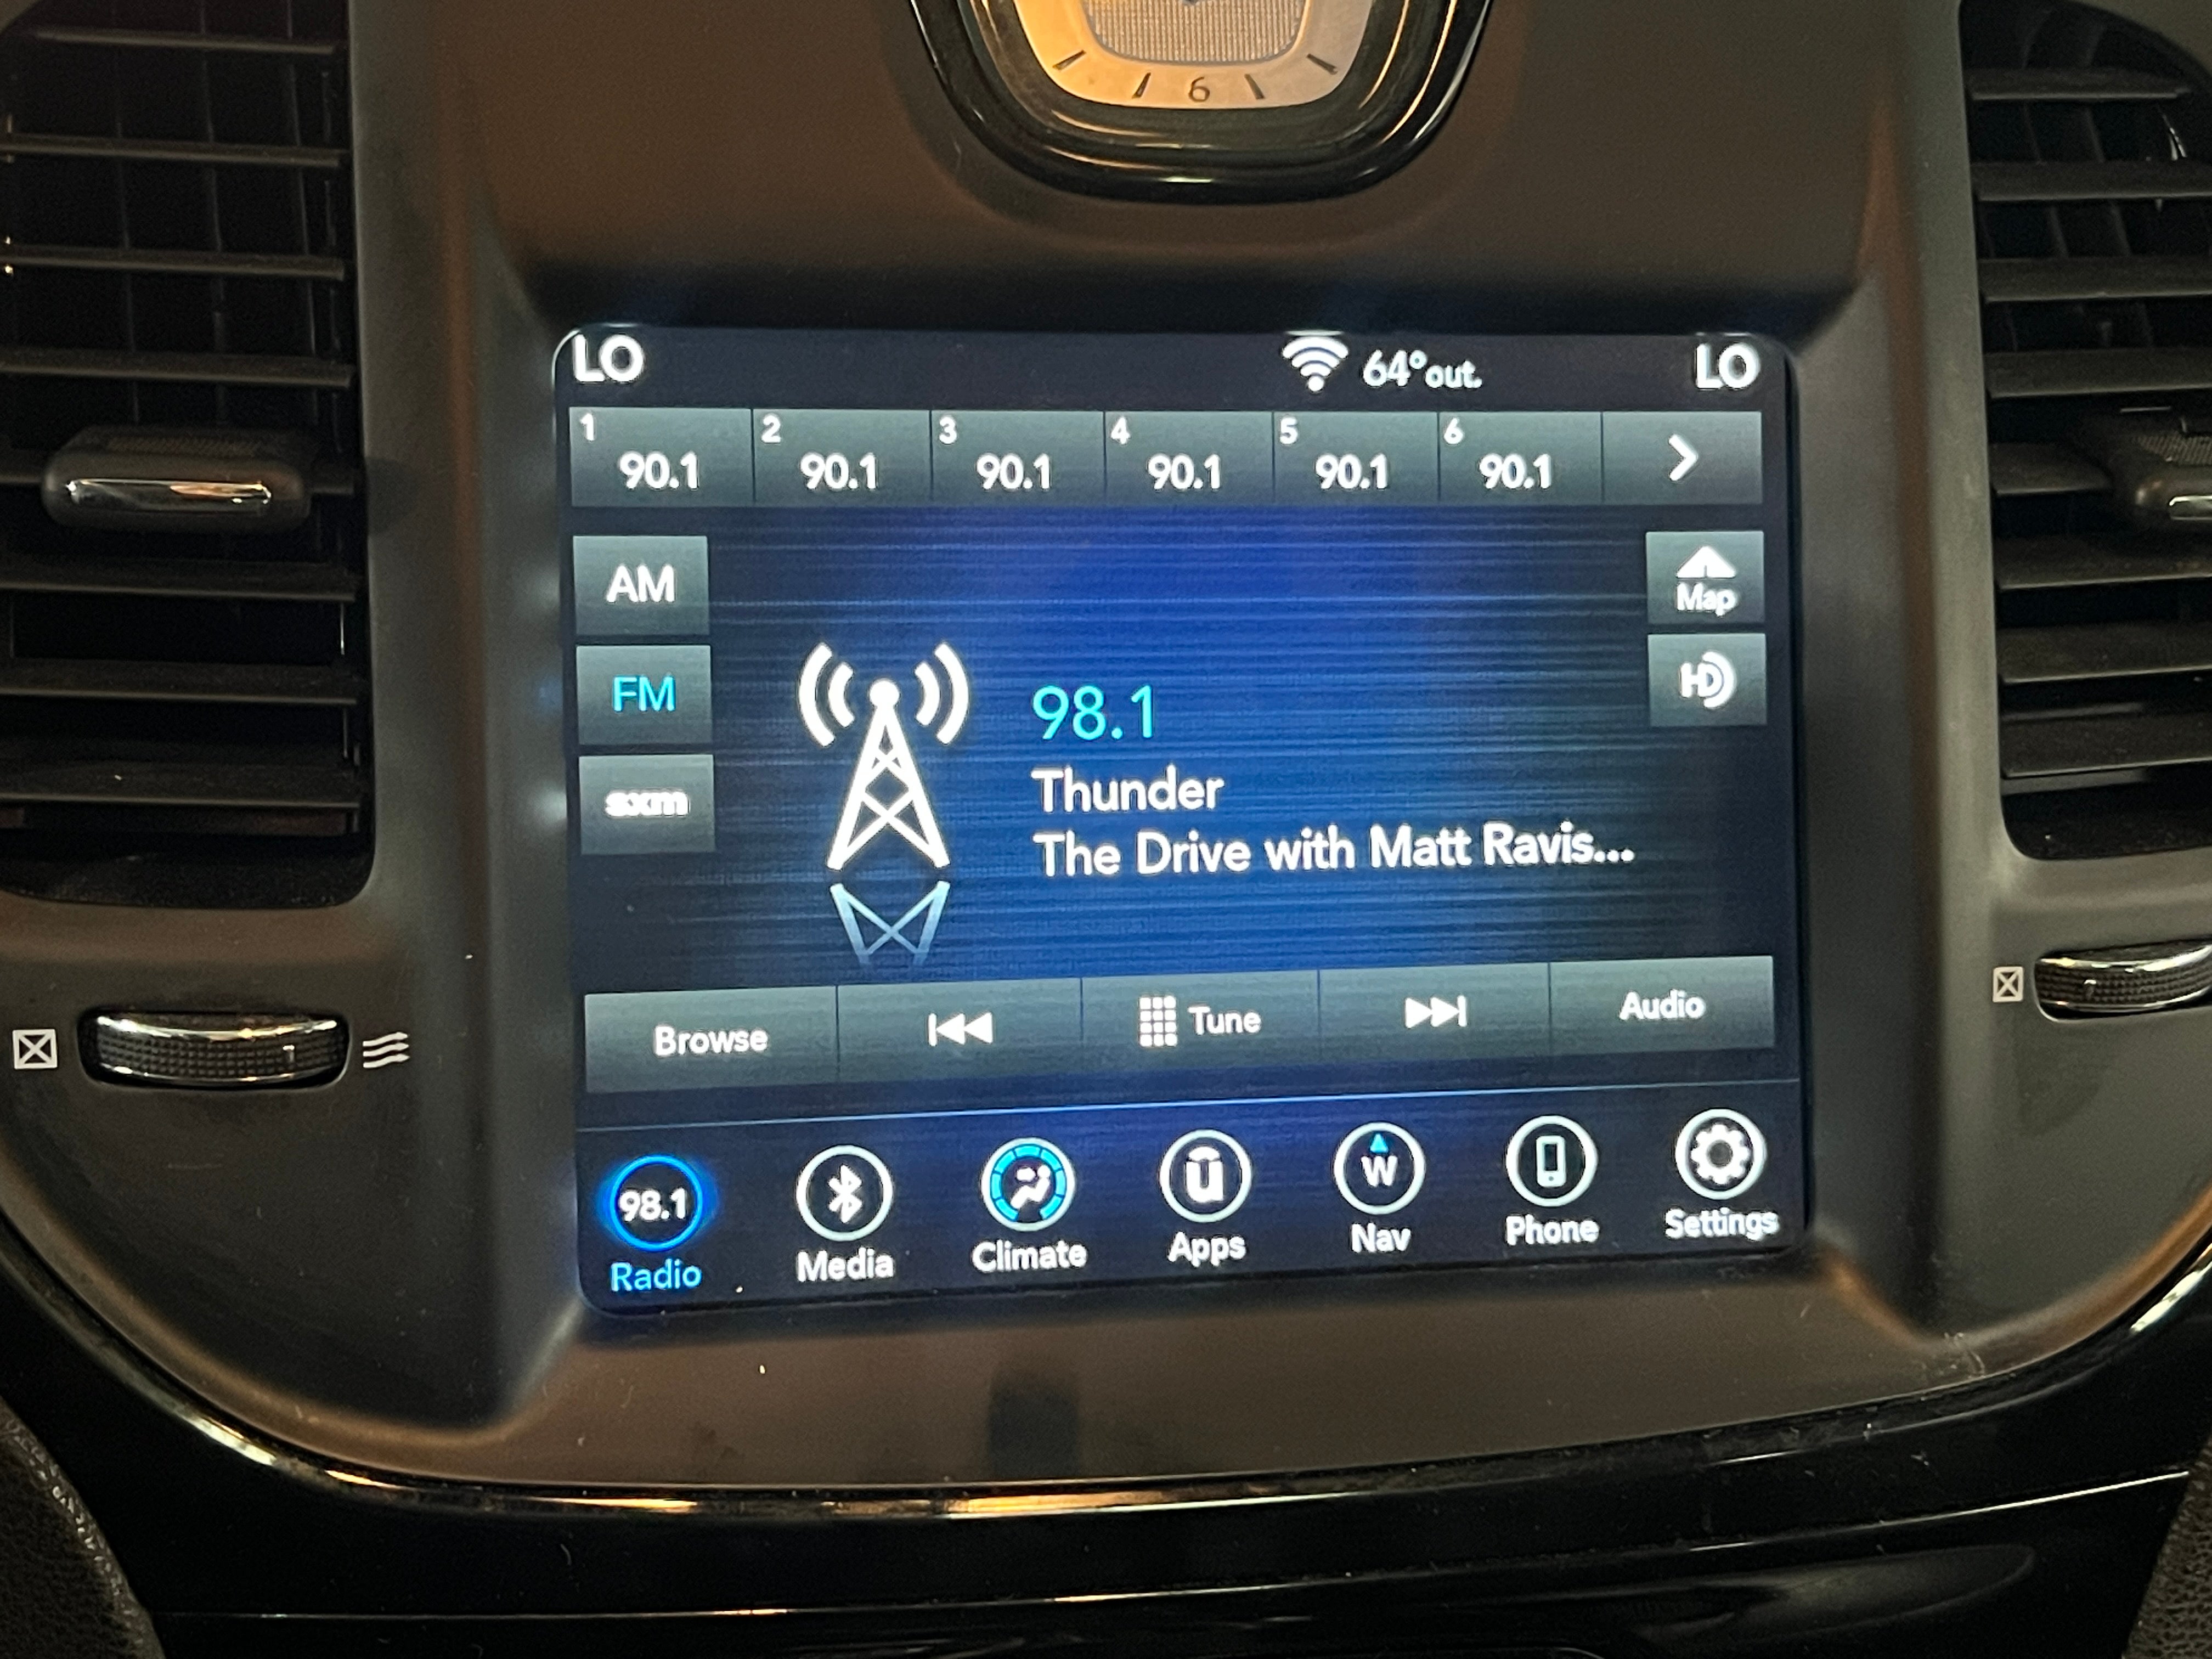 6
LO 64°out. LO
1 2 3 4 5 6
90.1 90.1 90.1 90.1 90.1 90.1
AM
Map
FM
HD
98.1
sxm
Thunder
The Drive with Matt Ravis...
Browse Tune Audio
98.1 u W
Radio Media Climate Apps Nav Phone Settings